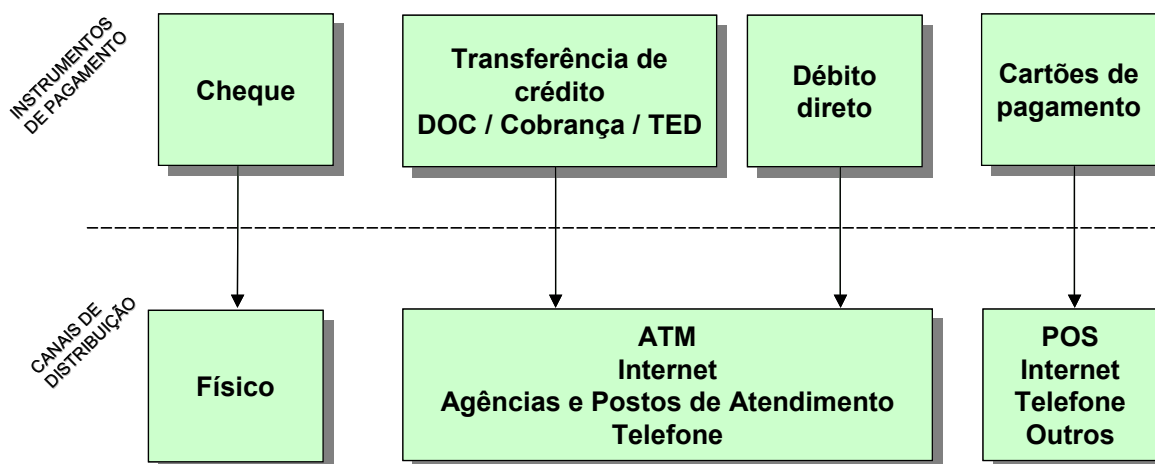 INSTRUMENTOS
DE PAGAMENTO
Cheque
Transferência de
crédito
DOC / Cobrança / TED
Débito
direto
Cartões de
pagamento
CANAIS DE
DISTRIBUIÇÃO
Físico
ATM
Internet
Agências e Postos de Atendimento
Telefone
POS
Internet
Telefone
Outros